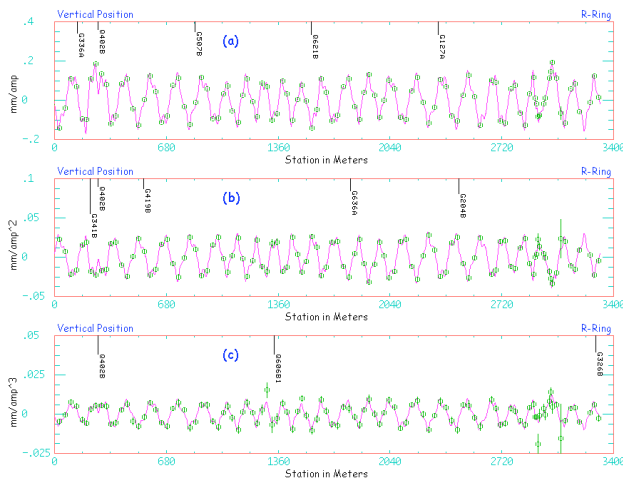 Vertical Position R-Ring
G336A Q402B G507B Q621B G127A
(a)
.4
.2
0
-.2
mm/amp
0 680 1360 2040 2720 3400
Station in Meters
Vertical Position R-Ring
G341B Q402B G419B G636A G204B
(b)
.1
.05
0
-.05
mm/amp^2
0 680 1360 2040 2720 3400
Station in Meters
Vertical Position R-Ring
Q402B G326B
(c)
.05
.025
0
-.025
mm/amp^3
0 680 1360 2040 2720 3400
Station in Meters